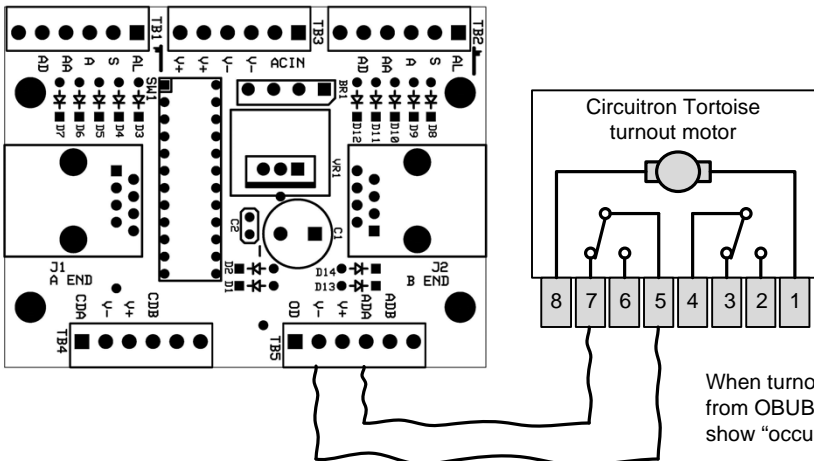 TB1
TB3
TB2
AD AA A S AL
V+ V+ V- V- ACIN
AD AA A S AL
SW1
BR1
D7 D6 D5 D4 D3
D12 D11 D10 D9 D8
VR1
C2
C1
J1
A END
J2
B END
D2
D1
D14
D13
CDA V- V+ CDB
OD V- V+ ADA ADB
TB4
TB5
Circuitron Tortoise
turnout motor
8 7 6 5 4 3 2 1
When turno
from OBUB
show “occu